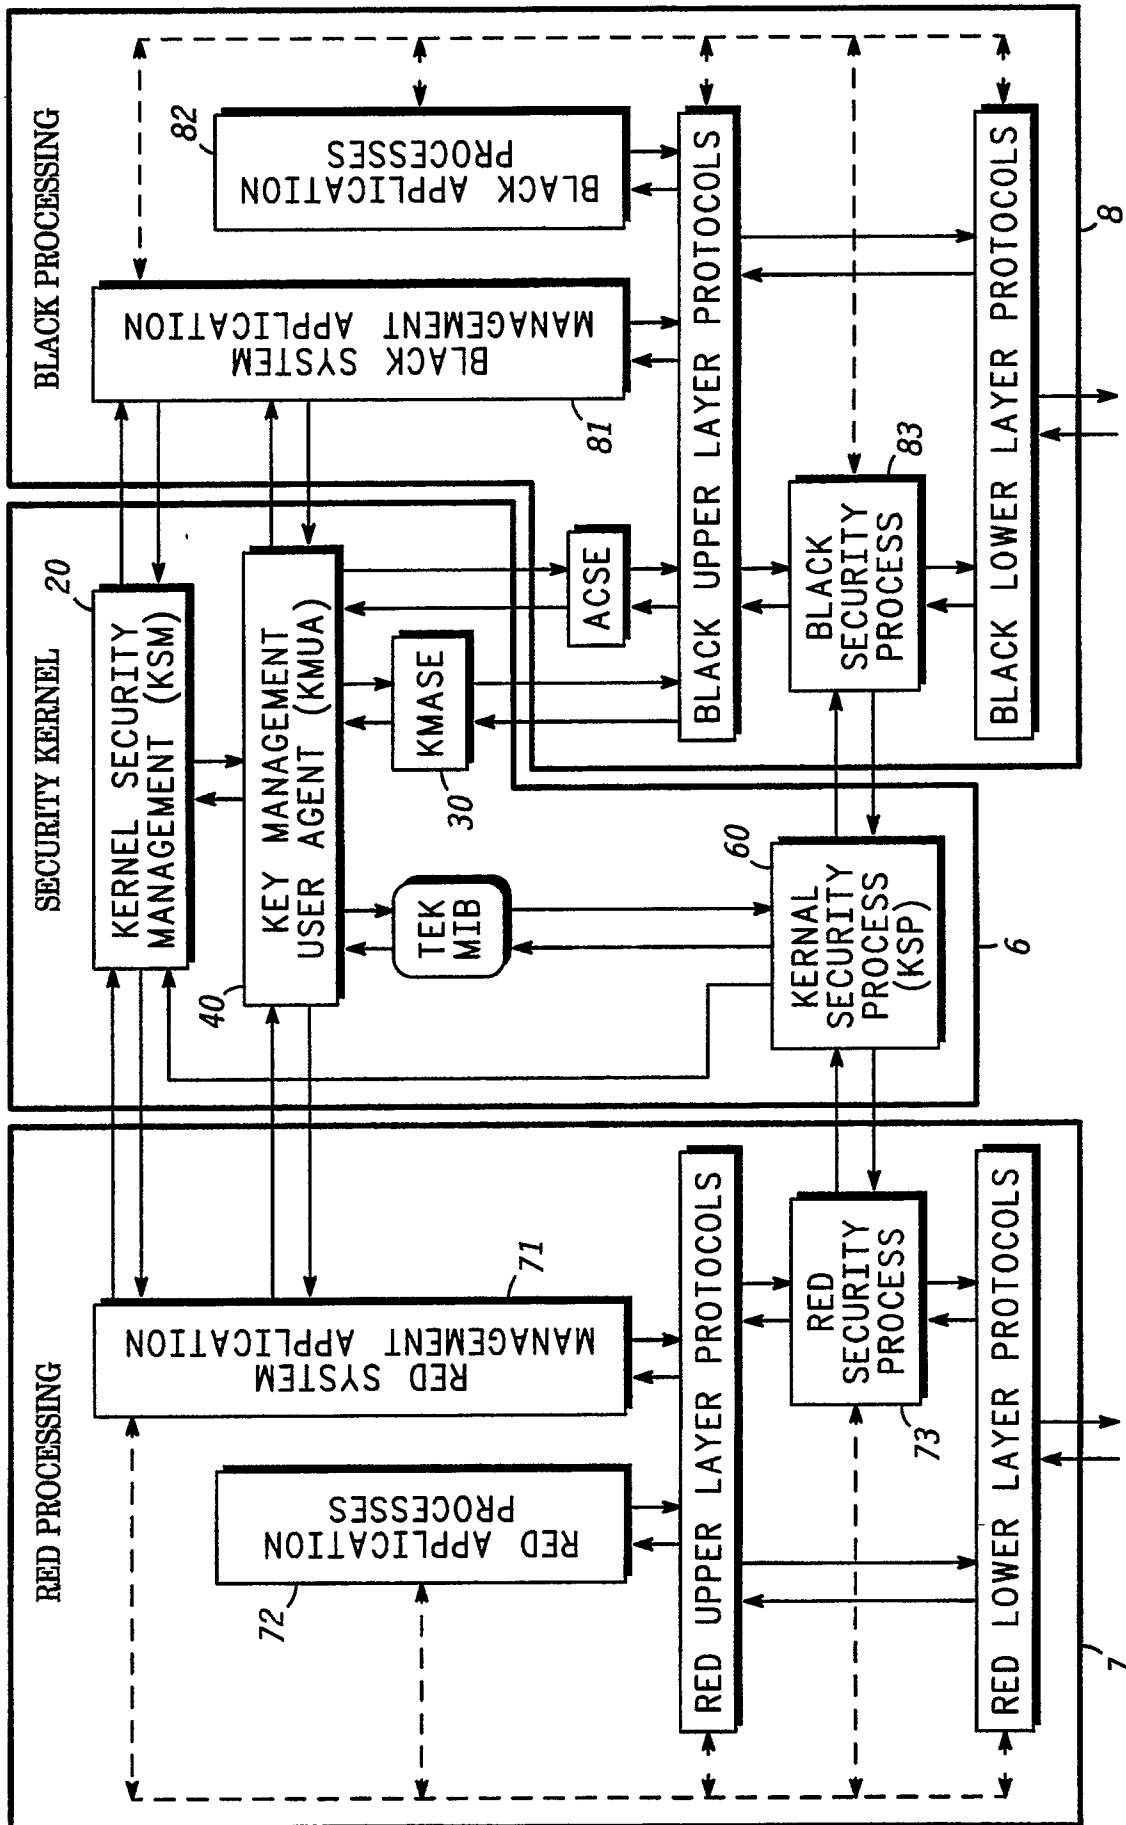 RED PROCESSING
SECURITY KERNEL
BLACK PROCESSING
RED SYSTEM
MANAGEMENT APPLICATION
71
RED APPLICATION
PROCESSES
72
RED UPPER LAYER PROTOCOLS
RED
SECURITY
PROCESS
73
RED LOWER LAYER PROTOCOLS
7
20
KERNEL SECURITY
MANAGEMENT (KSM)
40
KEY MANAGEMENT
USER AGENT (KMUA)
TEK
MIB
KMASE
30
60
KERNAL
SECURITY
PROCESS
(KSP)
6
BLACK SYSTEM
MANAGEMENT APPLICATION
81
BLACK APPLICATION
PROCESSES
82
ACSE
BLACK UPPER LAYER PROTOCOLS
BLACK
SECURITY
PROCESS
83
BLACK LOWER LAYER PROTOCOLS
8